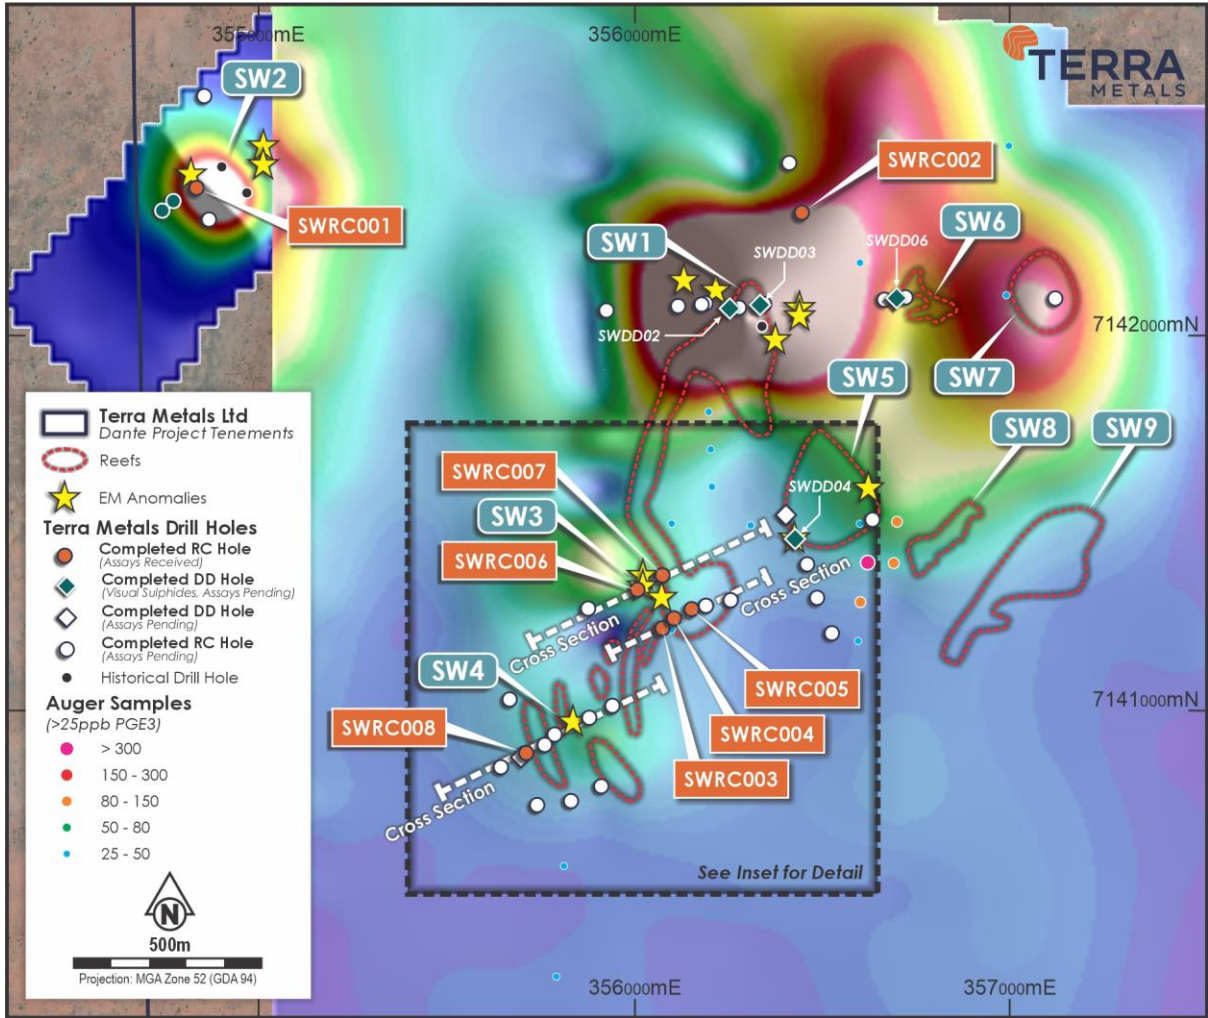 355000mE
356000mE
TERRA
METALS
SW2
SWRC002
SWRC001
SW1
SWDD03
SWDD06
SW6
SWDD02
7142000mN
SW5
SW7
SW8
SW9
Terra Metals Ltd
Dante Project Tenements
Reefs
EM Anomalies
Terra Metals Drill Holes
Completed RC Hole
(Assays Received)
Completed DD Hole
(Visual Sulphides, Assays Pending)
Completed DD Hole
(Assays Pending)
Completed RC Hole
(Assays Pending)
Historical Drill Hole
Auger Samples
(>25ppb PGE3)
> 300
150 - 300
80 - 150
50 - 80
25 - 50
N
500m
Projection: MGA Zone 52 (GDA 94)
SWRC007
SWDD04
SW3
SWRC006
Cross Section
Cross Section
SW4
SWRC005
7141000mN
SWRC008
SWRC004
SWRC003
Cross Section
See Inset for Detail
356000mE
357000mE